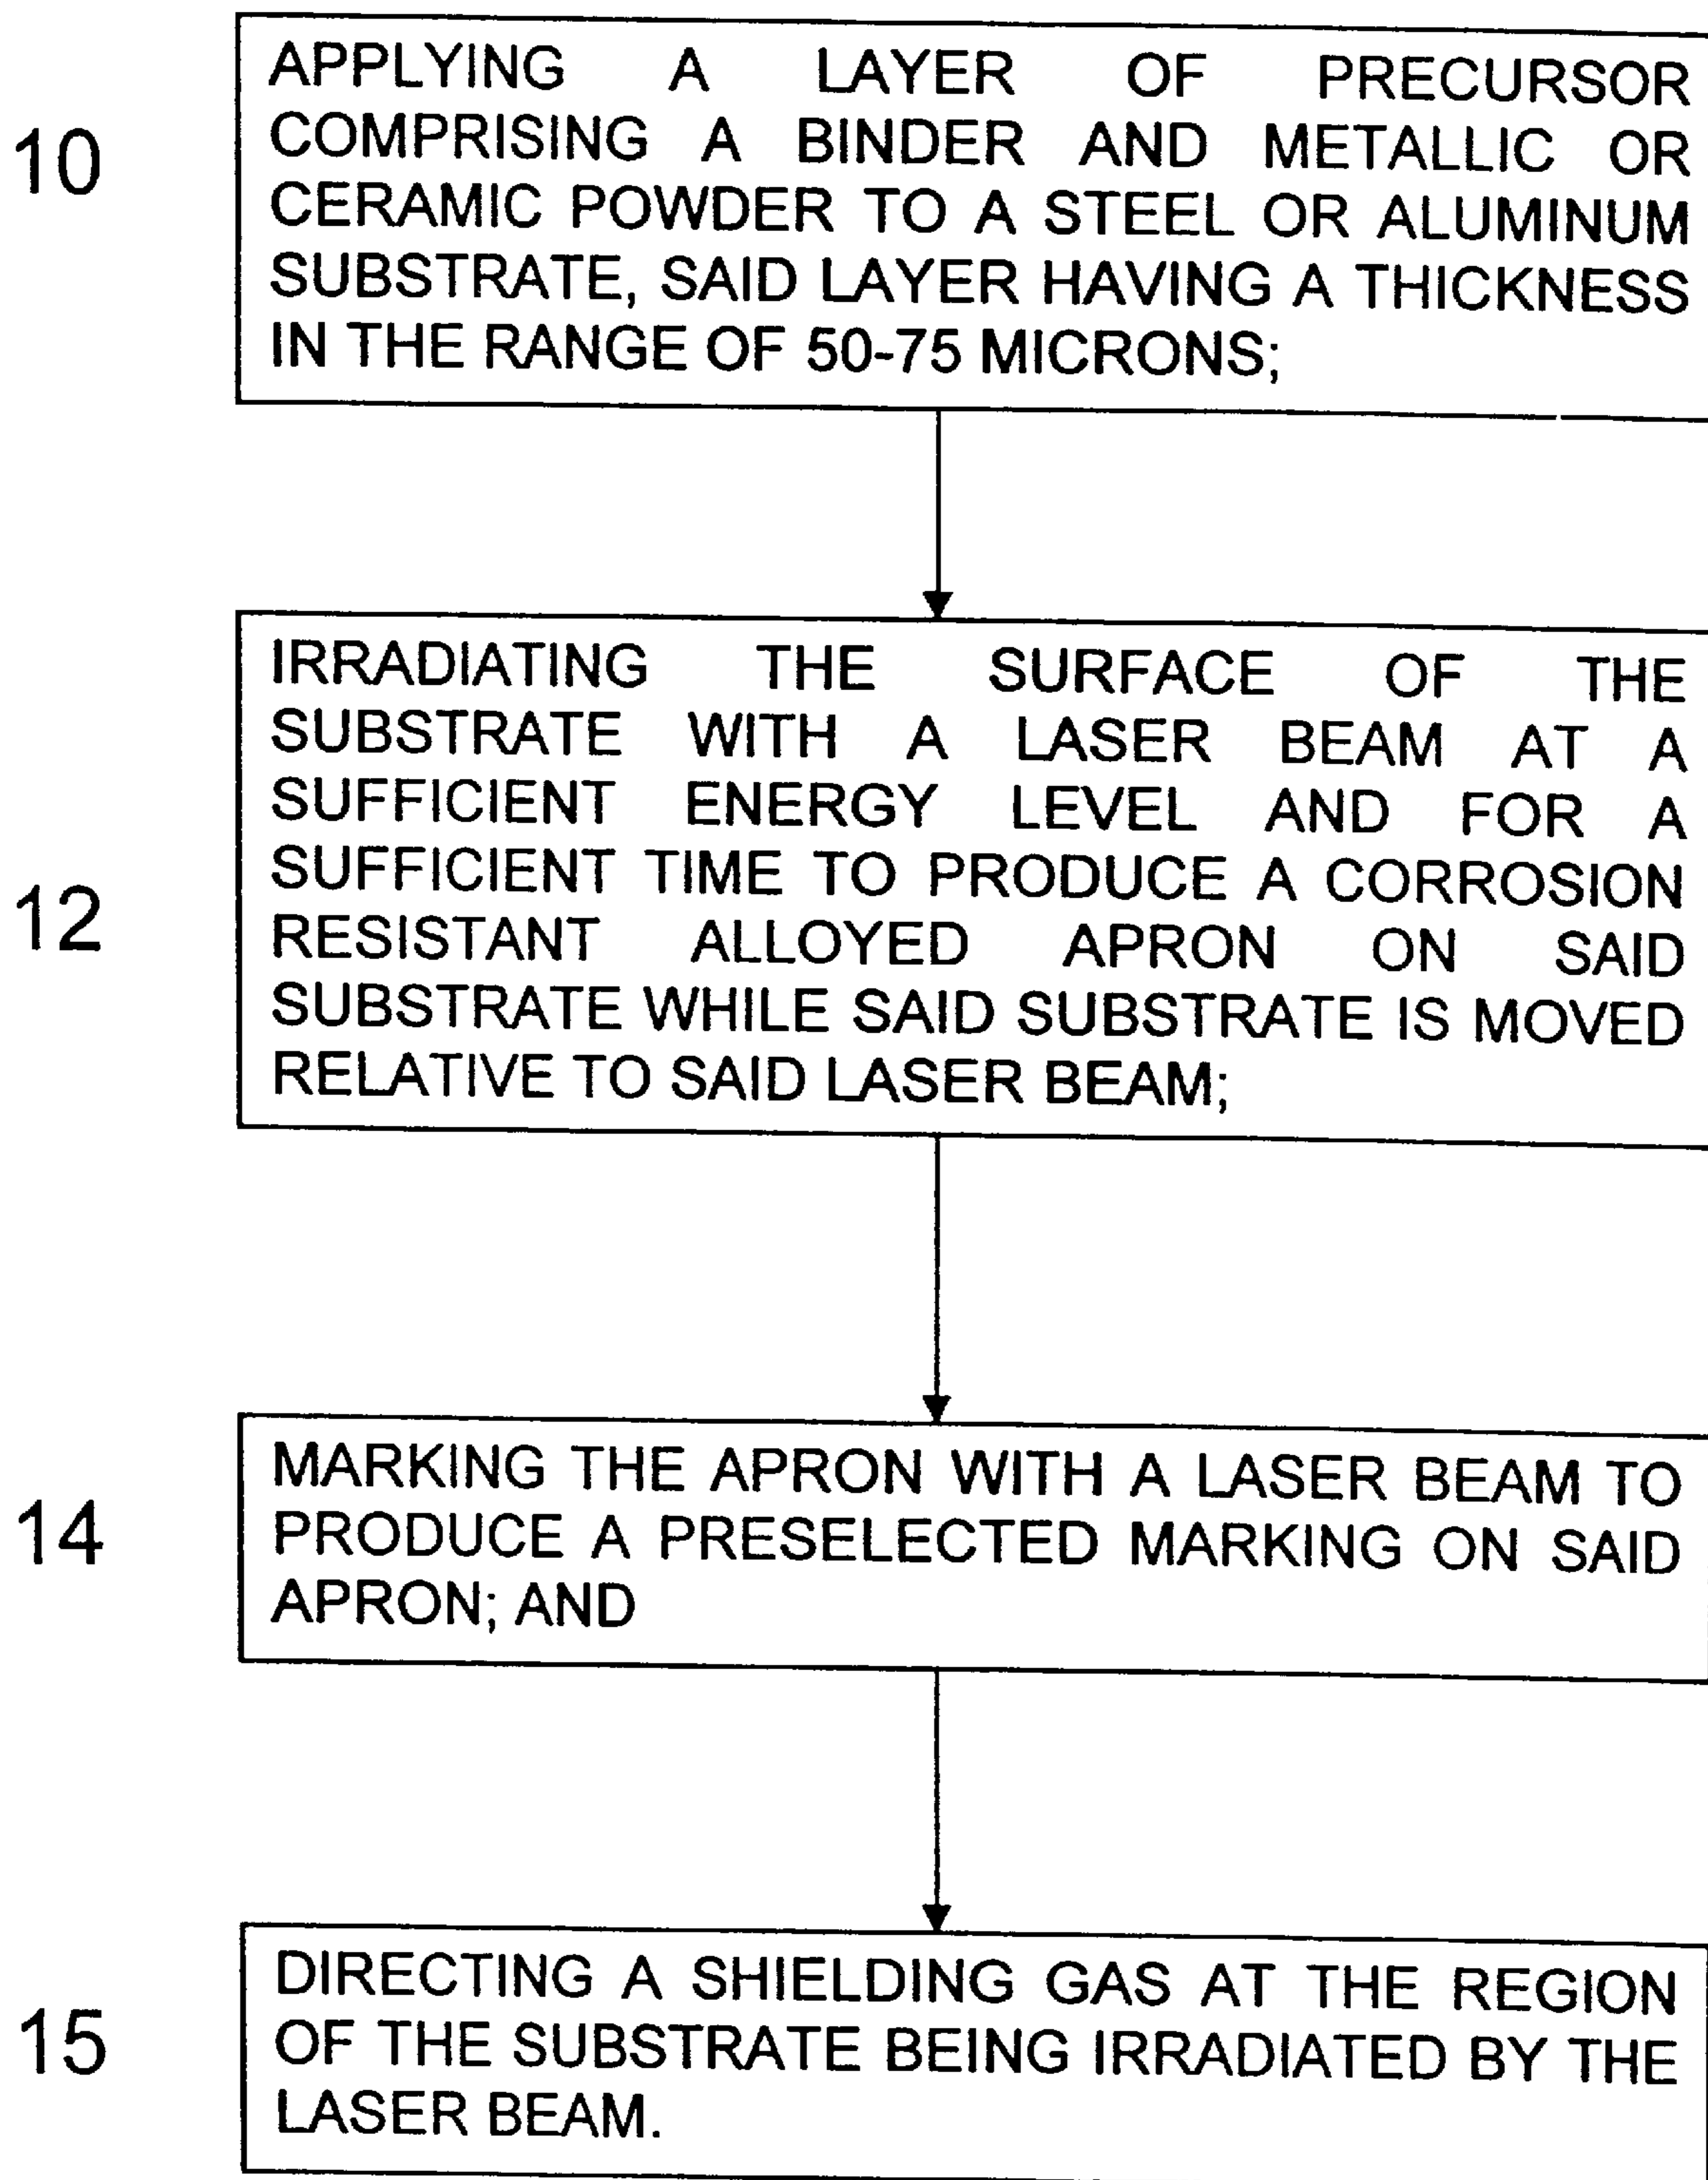 10
APPLYING A LAYER OF PRECURSOR
COMPRISING A BINDER AND METALLIC OR
CERAMIC POWDER TO A STEEL OR ALUMINUM
SUBSTRATE, SAID LAYER HAVING A THICKNESS
IN THE RANGE OF 50-75 MICRONS;
12
IRRADIATING THE SURFACE OF THE
SUBSTRATE WITH A LASER BEAM AT A
SUFFICIENT ENERGY LEVEL AND FOR A
SUFFICIENT TIME TO PRODUCE A CORROSION
RESISTANT ALLOYED APRON ON SAID
SUBSTRATE WHILE SAID SUBSTRATE IS MOVED
RELATIVE TO SAID LASER BEAM;
14
MARKING THE APRON WITH A LASER BEAM TO
PRODUCE A PRESELECTED MARKING ON SAID
APRON; AND
15
DIRECTING A SHIELDING GAS AT THE REGION
OF THE SUBSTRATE BEING IRRADIATED BY THE
LASER BEAM.